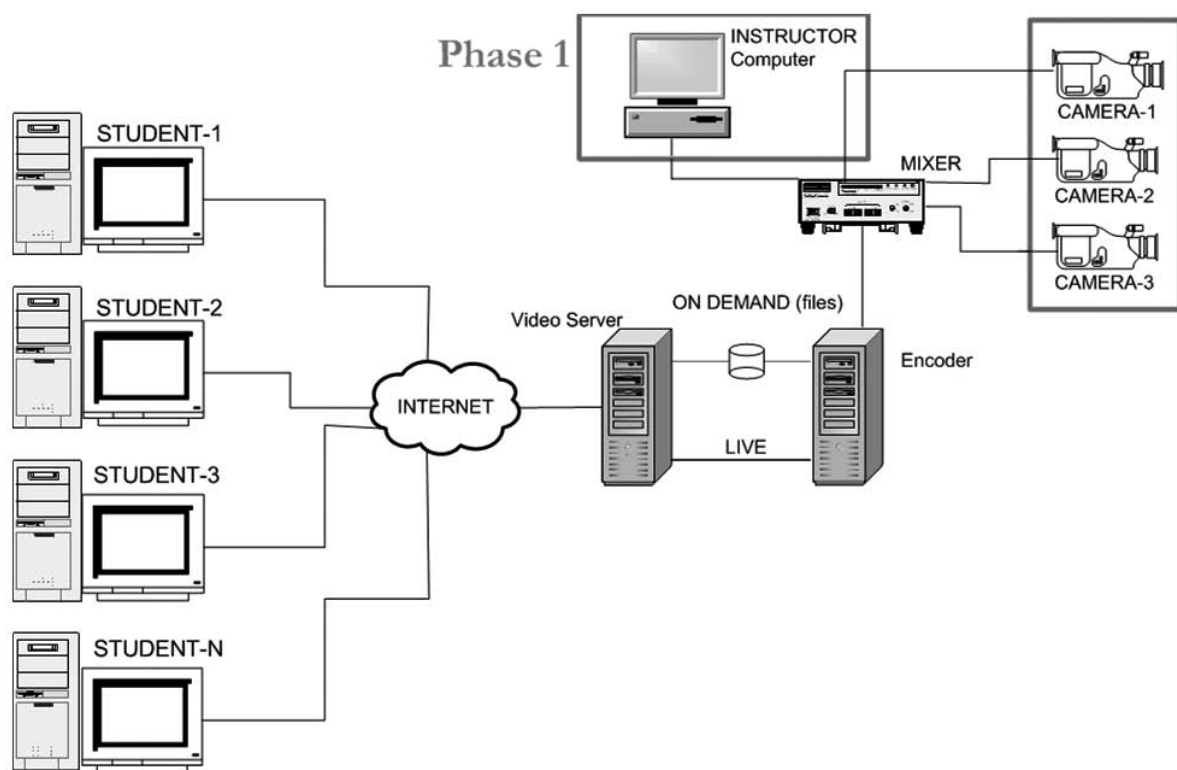 Phase 1
INSTRUCTOR
Computer
CAMERA-1
MIXER
CAMERA-2
CAMERA-3
STUDENT-1
STUDENT-2
STUDENT-3
STUDENT-N
INTERNET
Video Server
ON DEMAND (files)
Encoder
LIVE